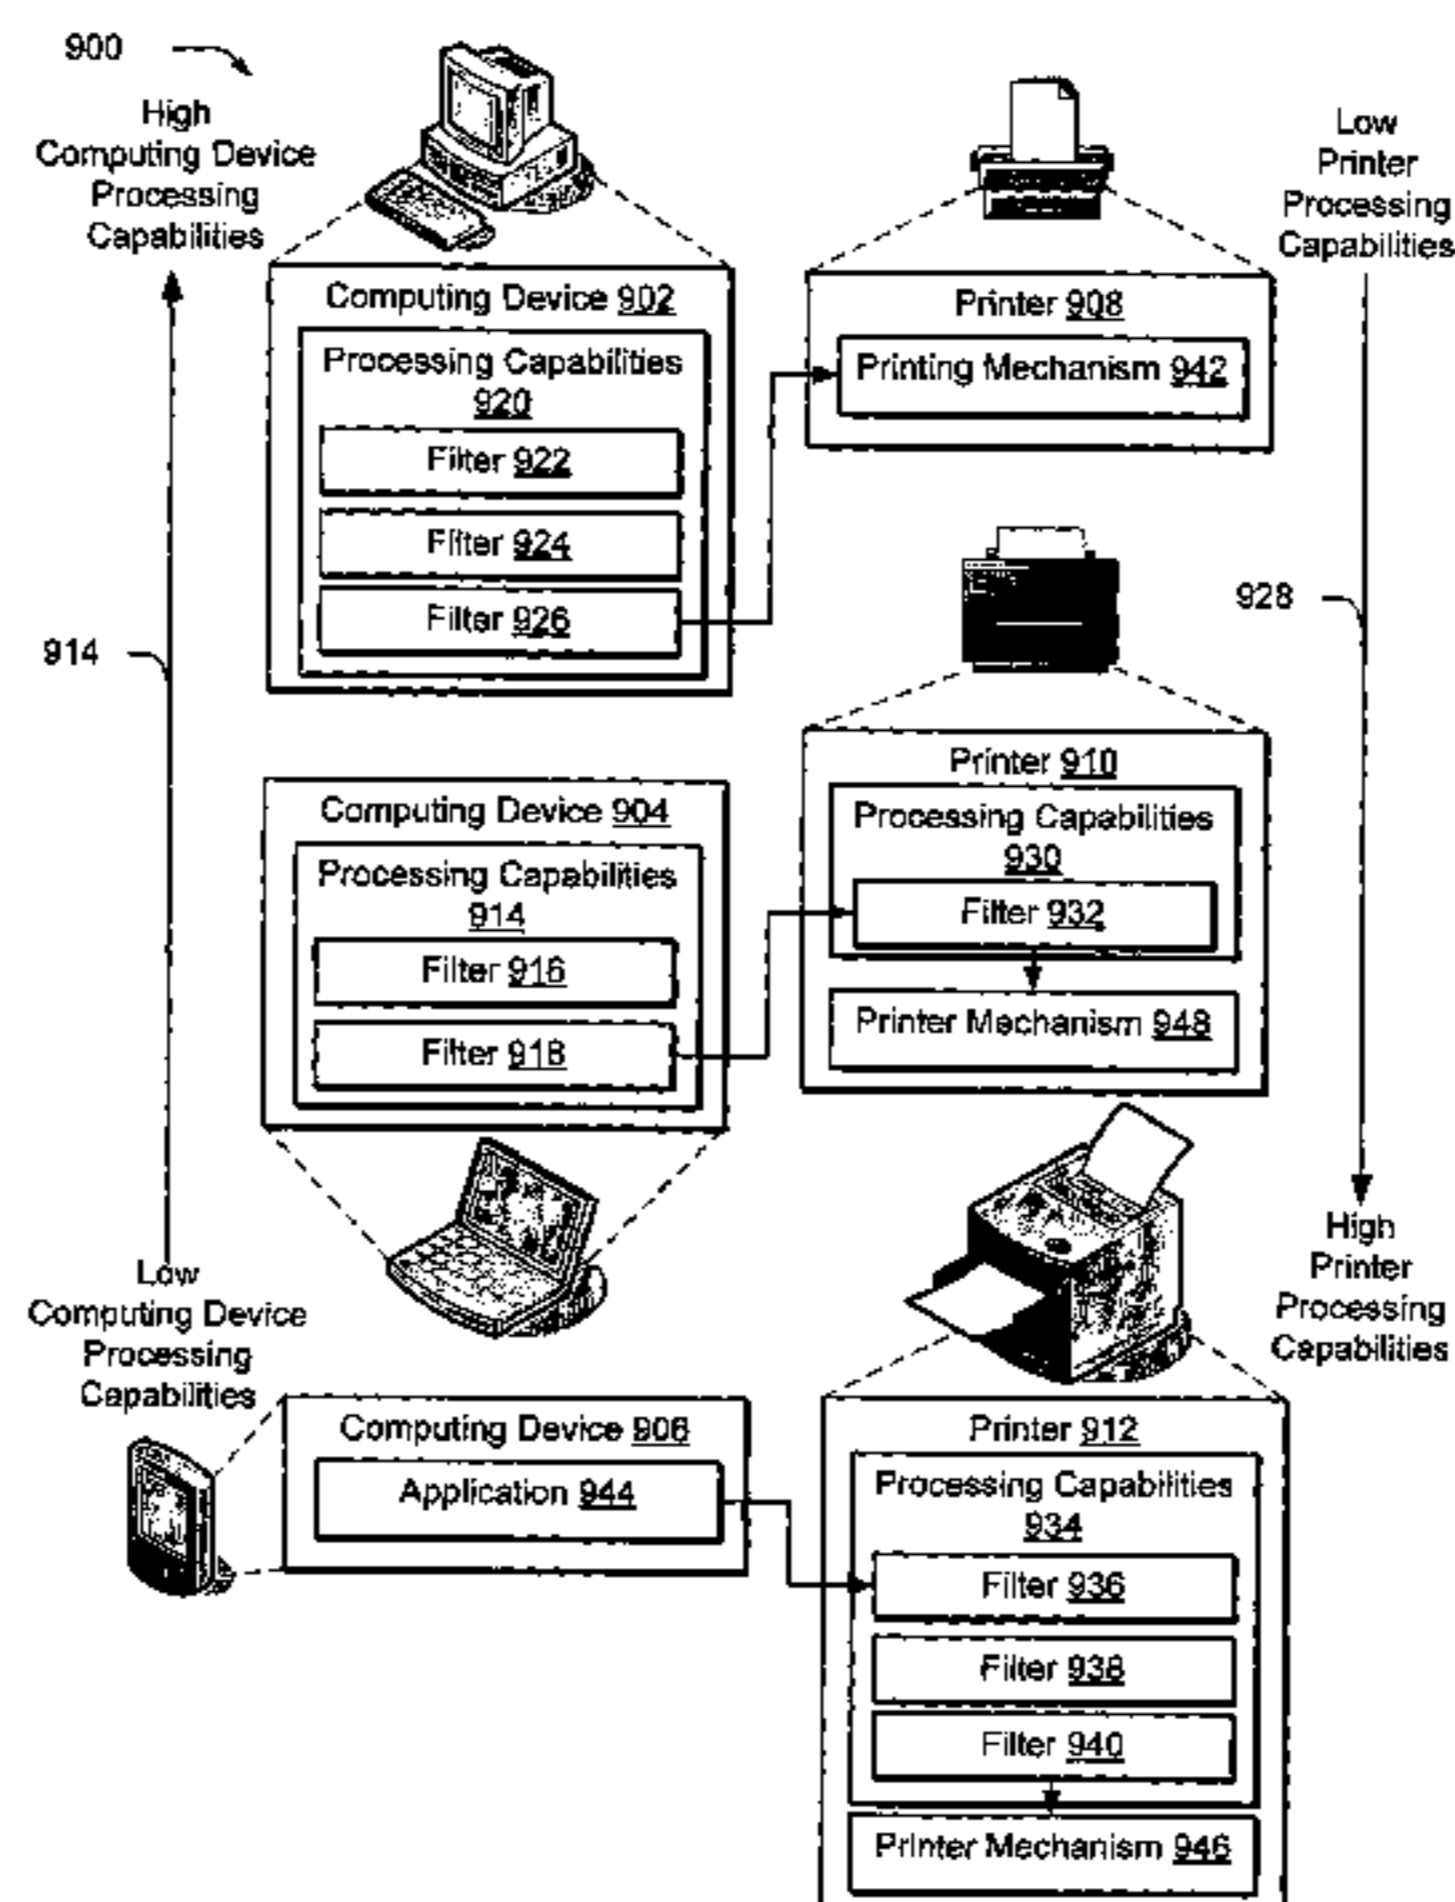 900
High
Computing Device
Processing
Capabilities
Low
Printer
Processing
Capabilities
Computing Device 902
Processing Capabilities
920
Filter 922
Filter 924
Filter 926
Printer 908
Printing Mechanism 942
914
928
Printer 910
Processing Capabilities
930
Filter 932
Printer Mechanism 948
Computing Device 904
Processing Capabilities
914
Filter 916
Filter 918
Low
Computing Device
Processing
Capabilities
High
Printer
Processing
Capabilities
Computing Device 906
Application 944
Printer 912
Processing Capabilities
934
Filter 936
Filter 938
Filter 940
Printer Mechanism 946